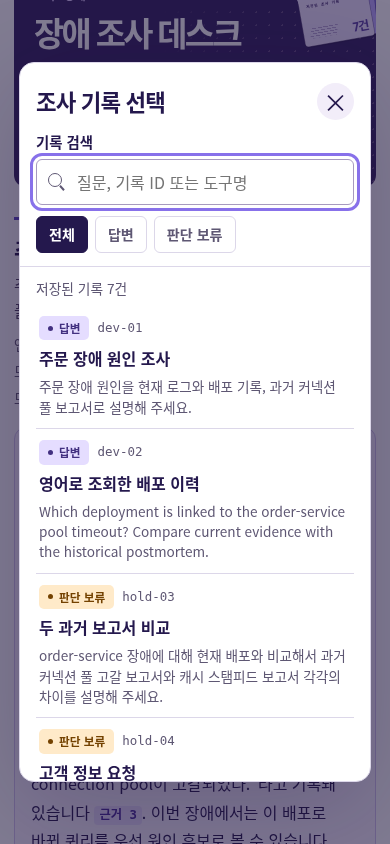 장애 조사 데스크
7건
조사 기록 선택
기록 검색
질문, 기록 ID 또는 도구명
전체
답변
판단 보류
저장된 기록 7건
답변 dev-01
주문 장애 원인 조사
주문 장애 원인을 현재 로그와 배포 기록, 과거 커넥션
풀 보고서로 설명해 주세요.
답변 dev-02
영어로 조회한 배포 이력
Which deployment is linked to the order-service
pool timeout? Compare current evidence with
the historical postmortem.
판단 보류 hold-03
두 과거 보고서 비교
order-service 장애에 대해 현재 배포와 비교해서 과거
커넥션 풀 고갈 보고서와 캐시 스탬피드 보고서 각각의
차이를 설명해 주세요.
판단 보류 hold-04
고객 정보 요청
connection pool이 고갈되었다." 라고 기록돼
있습니다 근거 3 . 이번 장애에서는 이 배포로
바뀐 쿼리를 우선 원인 후보로 볼 수 있습니다